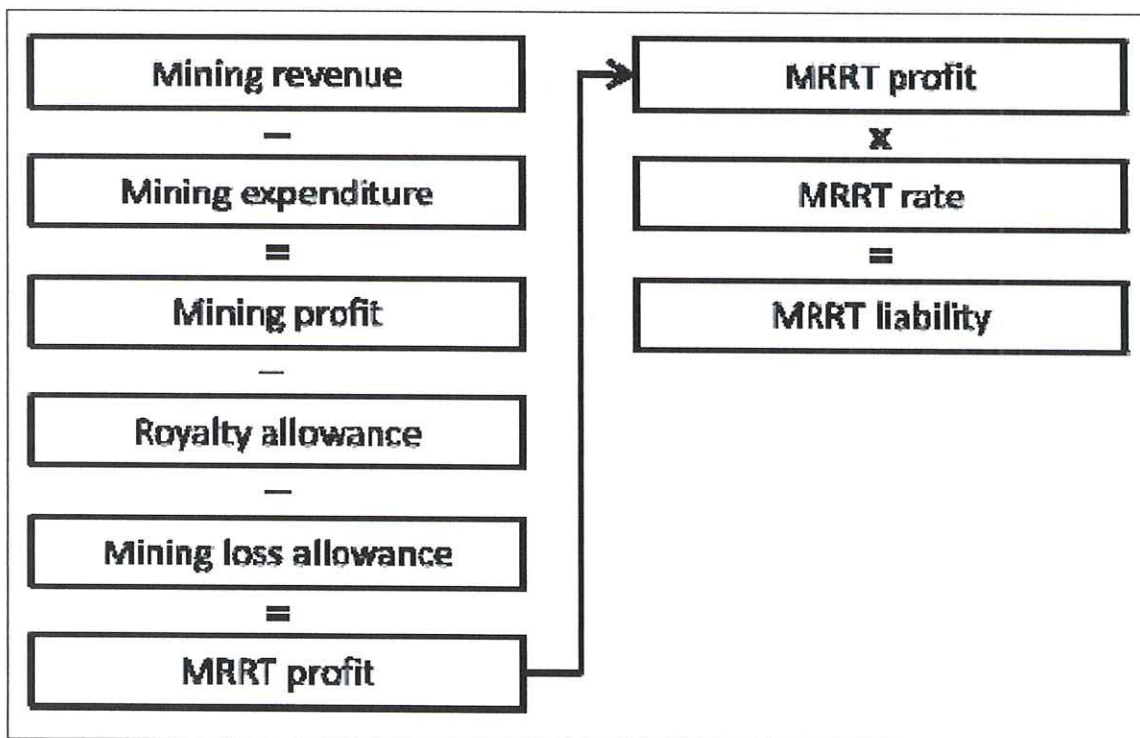 Mining revenue
–
Mining expenditure
=
Mining profit
–
Royalty allowance
–
Mining loss allowance
=
MRRT profit
MRRT profit
x
MRRT rate
=
MRRT liability